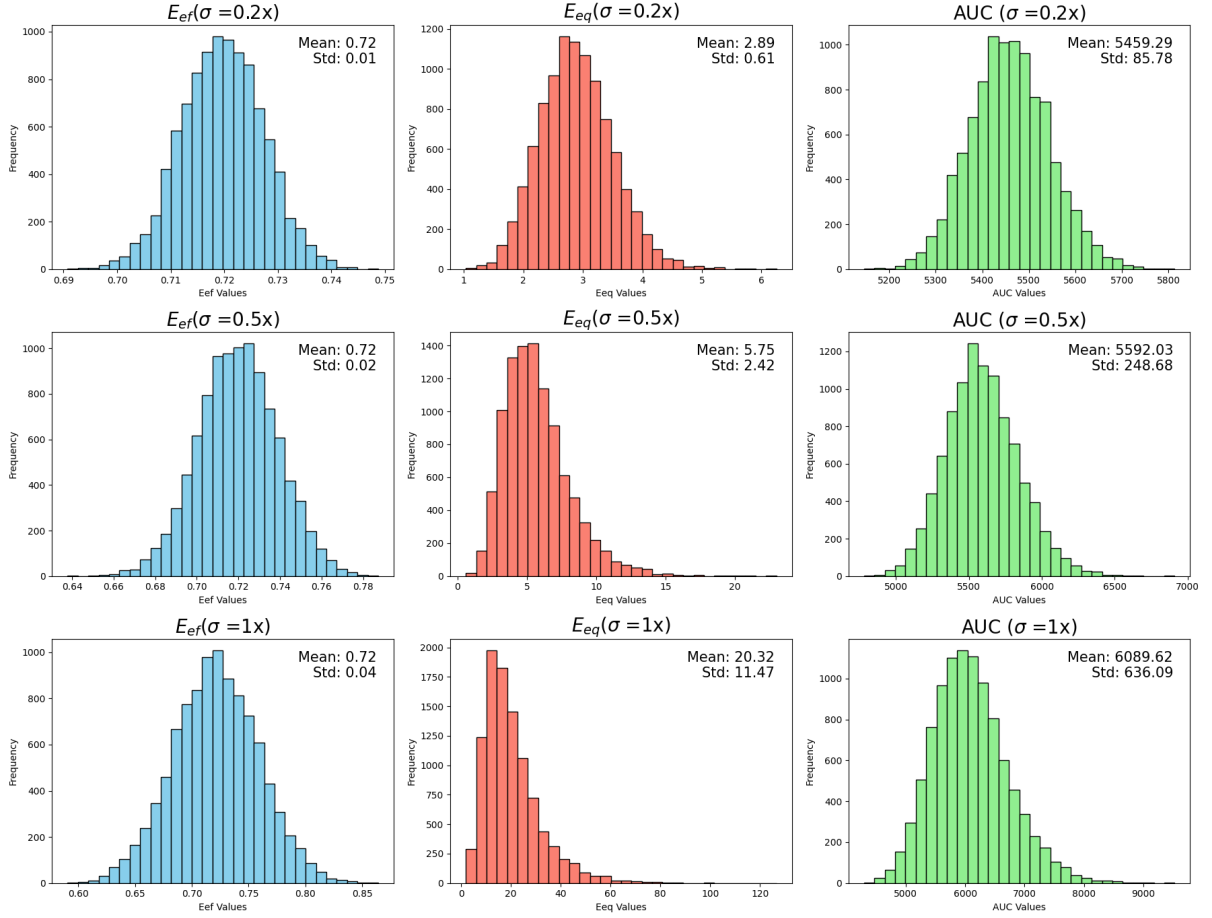 E_ef(σ =0.2x)
Mean: 0.72
Std: 0.01
Frequency
1000
800
600
400
200
0
0.69 0.70 0.71 0.72 0.73 0.74 0.75
Eef Values
E_eq(σ =0.2x)
Mean: 2.89
Std: 0.61
Frequency
1200
1000
800
600
400
200
0
1 2 3 4 5 6
Eeq Values
AUC (σ =0.2x)
Mean: 5459.29
Std: 85.78
Frequency
1000
800
600
400
200
0
5200 5300 5400 5500 5600 5700 5800
AUC Values
E_ef(σ =0.5x)
Mean: 0.72
Std: 0.02
Frequency
1000
800
600
400
200
0
0.64 0.66 0.68 0.70 0.72 0.74 0.76 0.78
Eef Values
E_eq(σ =0.5x)
Mean: 5.75
Std: 2.42
Frequency
1400
1200
1000
800
600
400
200
0
0 5 10 15 20
Eeq Values
AUC (σ =0.5x)
Mean: 5592.03
Std: 248.68
Frequency
1200
1000
800
600
400
200
0
5000 5500 6000 6500 7000
AUC Values
E_ef(σ =1x)
Mean: 0.72
Std: 0.04
Frequency
1000
800
600
400
200
0
0.60 0.65 0.70 0.75 0.80 0.85
Eef Values
E_eq(σ =1x)
Mean: 20.32
Std: 11.47
Frequency
2000
1750
1500
1250
1000
750
500
250
0
0 20 40 60 80 100 120
Eeq Values
AUC (σ =1x)
Mean: 6089.62
Std: 636.09
Frequency
1000
800
600
400
200
0
5000 6000 7000 8000 9000
AUC Values